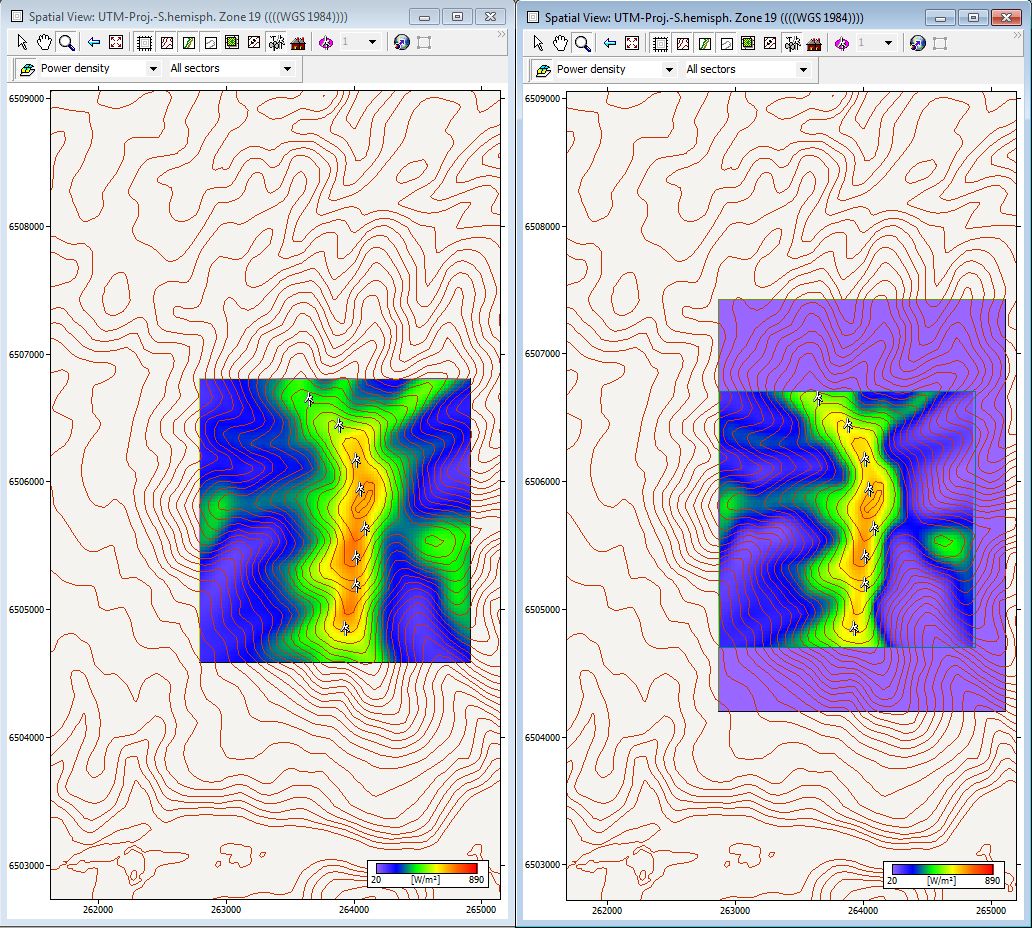 Spatial View: UTM-Proj.-S.hemisph. Zone 19 ((((WGS 1984))))
1
Power density
All sectors
6509000
6508000
6507000
6506000
6505000
6504000
6503000
20 [W/m²] 890
262000 263000 264000 265000
Spatial View: UTM-Proj.-S.hemisph. Zone 19 ((((WGS 1984))))
1
Power density
All sectors
6509000
6508000
6507000
6506000
6505000
6504000
6503000
20 [W/m²] 890
262000 263000 264000 265000